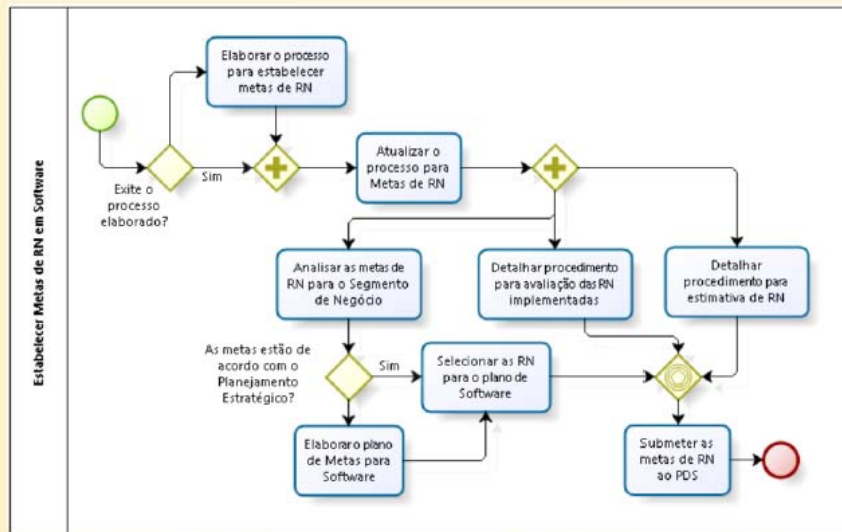 Estabelecer Metas de RN em Software
Elaborar o processo
para estabelecer
metas de RN
Exite o
processo
elaborado?
Sim
Atualizar o
processo para
Metas de RN
Analisar as metas de
RN para o Segmento
de Negócio
Detalhar procedimento
para avaliação das RN
implementadas
Detalhar
procedimento para
estimativa de RN
As metas estão de
acordo com o
Planejamento
Estratégico?
Sim
Selecionar as RN
para o plano de
Software
Elaborar o plano
de Metas para
Software
Submeter as
metas de RN
ao PDS